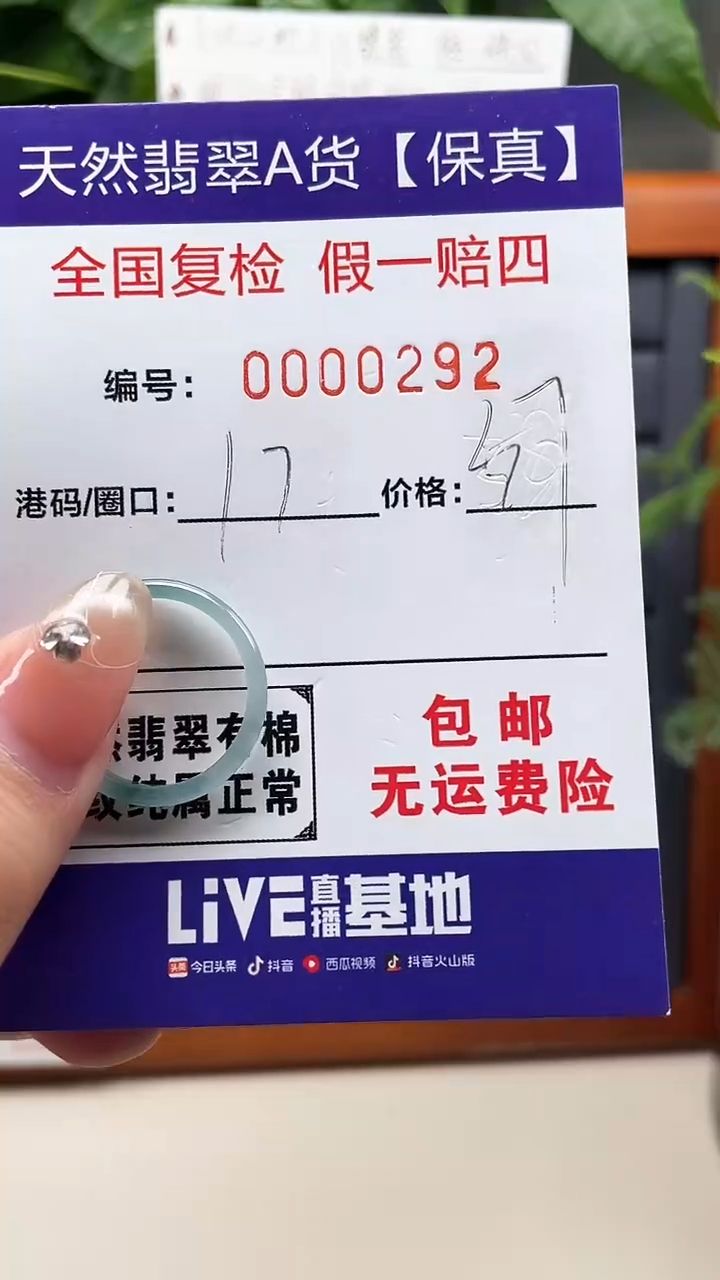 天然翡翠A货【保真】
全国复检 假一赔四
编号: 0000292
港码/圈口: 17 价格:
翡翠有棉
纹纯属正常
包邮
无运费险
LiVE直播基地
今日头条 抖音 西瓜视频 抖音火山版